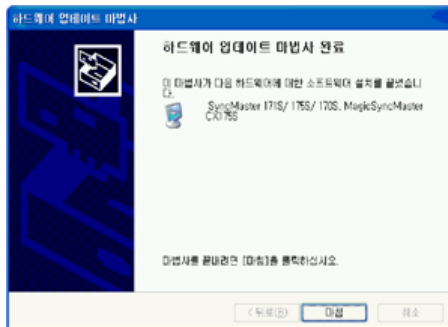 하드웨어 업데이트 마법사
하드웨어 업데이트 마법사 완료
이 마법사가 다음 하드웨어에 대한 소프트웨어 설치를 끝냈습니
다.
SyncMaster 171S/ 175S/ 170S, MagicSyncMaster
CX175S
마법사를 끝내려면 [마침]을 클릭하십시오.
< 뒤로(B)
마침
취소